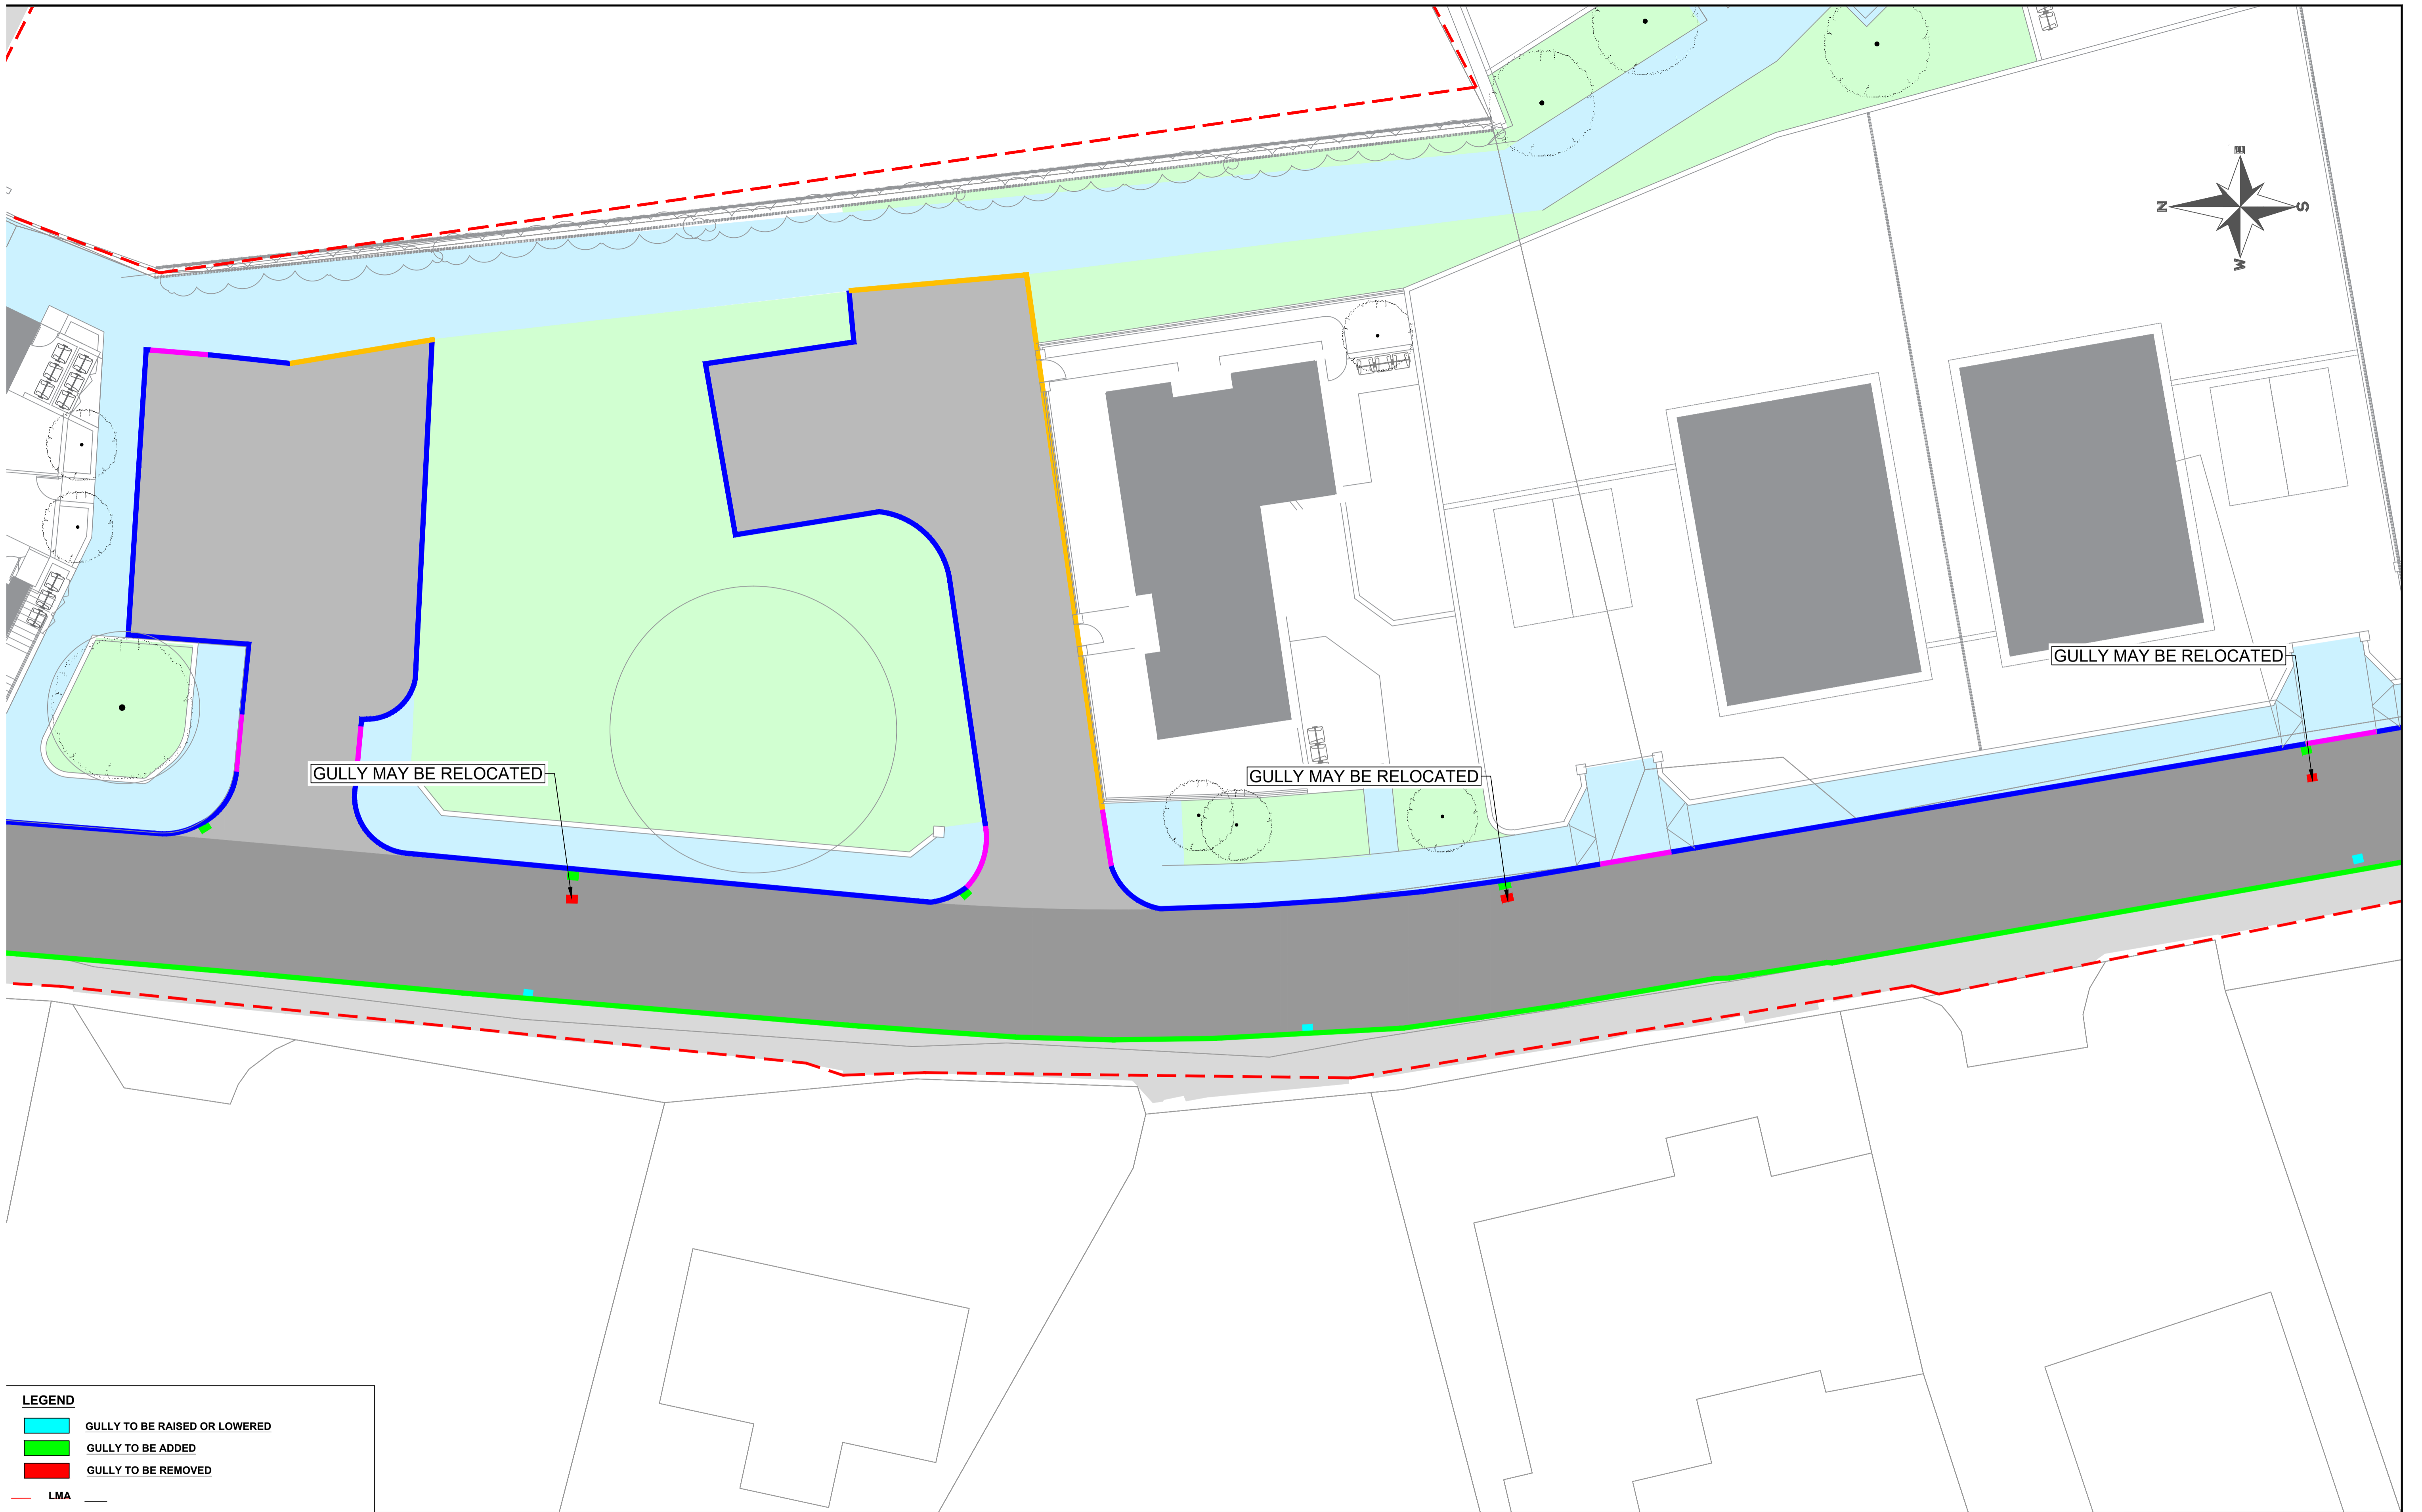 E
N
S
W
GULLY MAY BE RELOCATED
GULLY MAY BE RELOCATED
GULLY MAY BE RELOCATED
LEGEND
GULLY TO BE RAISED OR LOWERED
GULLY TO BE ADDED
GULLY TO BE REMOVED
LMA